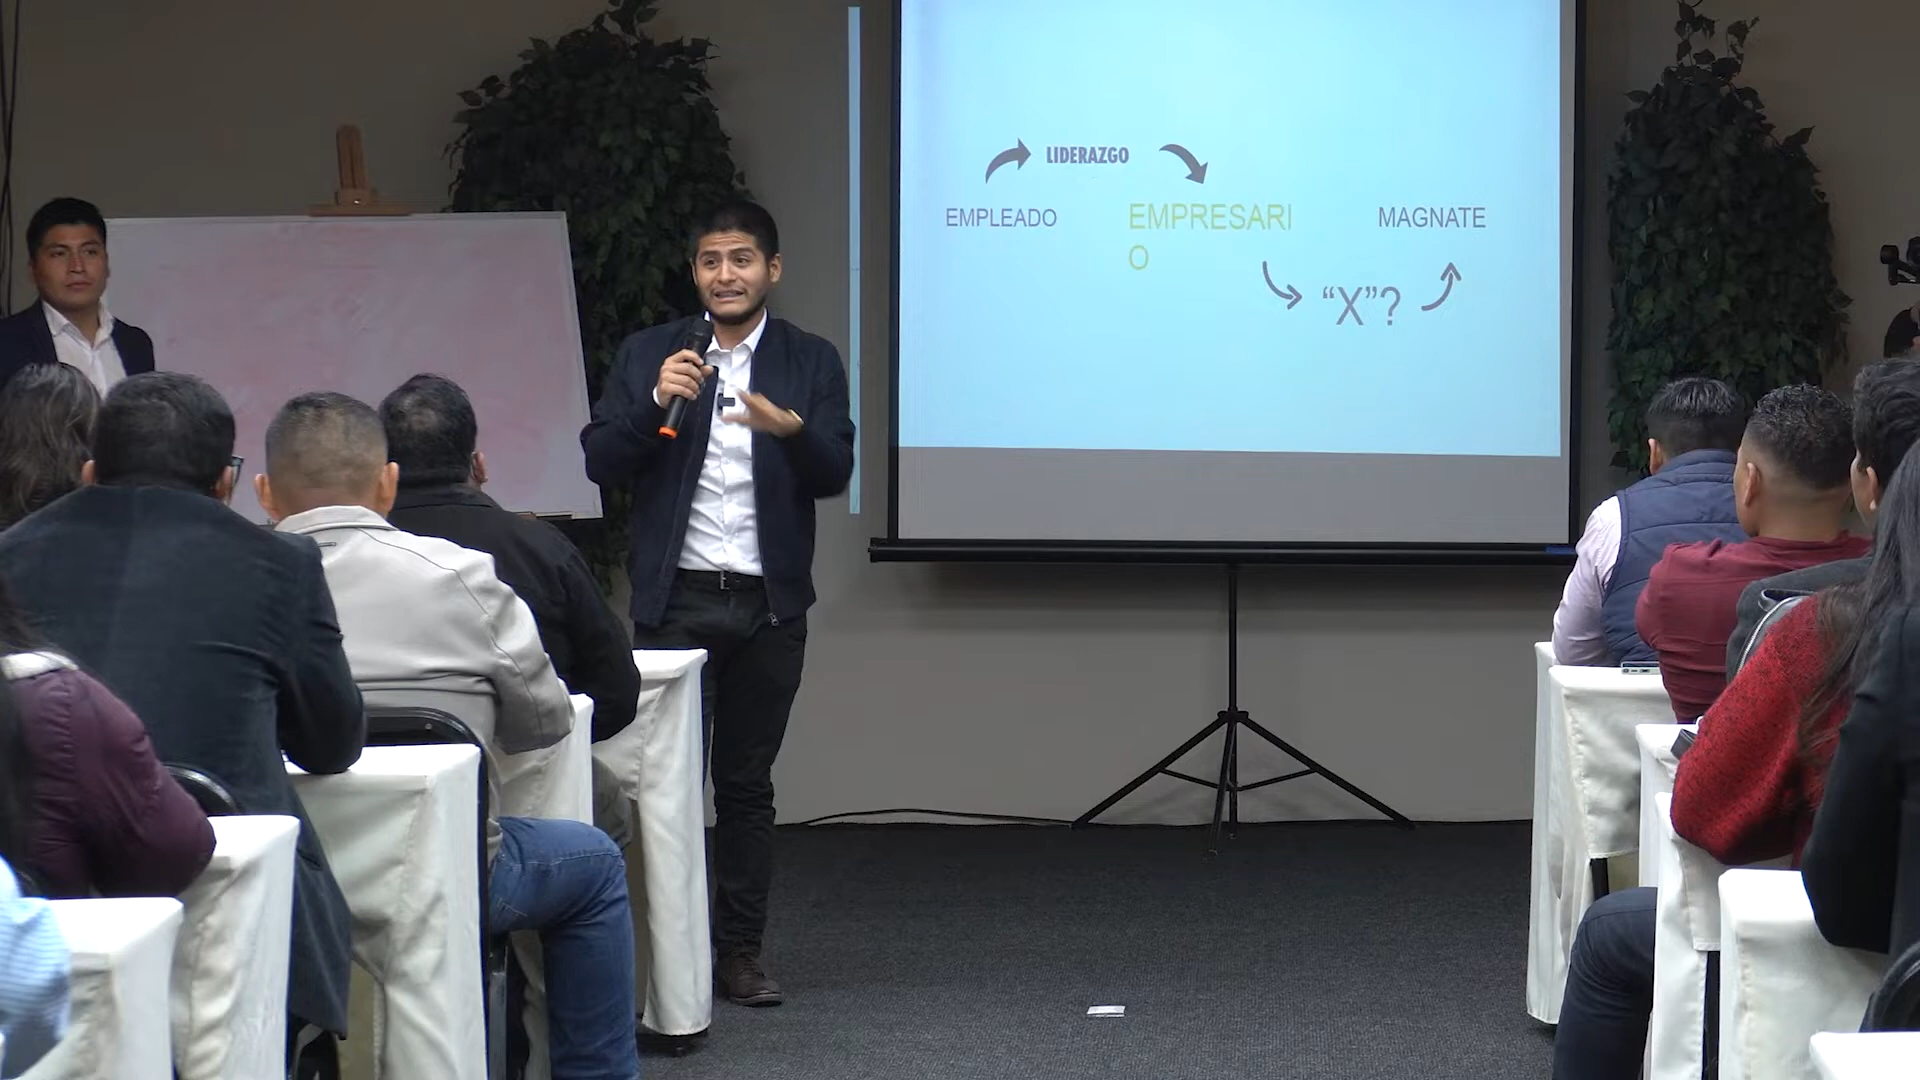 LIDERAZGO
EMPLEADO
EMPRESARI
O
MAGNATE
“X”?